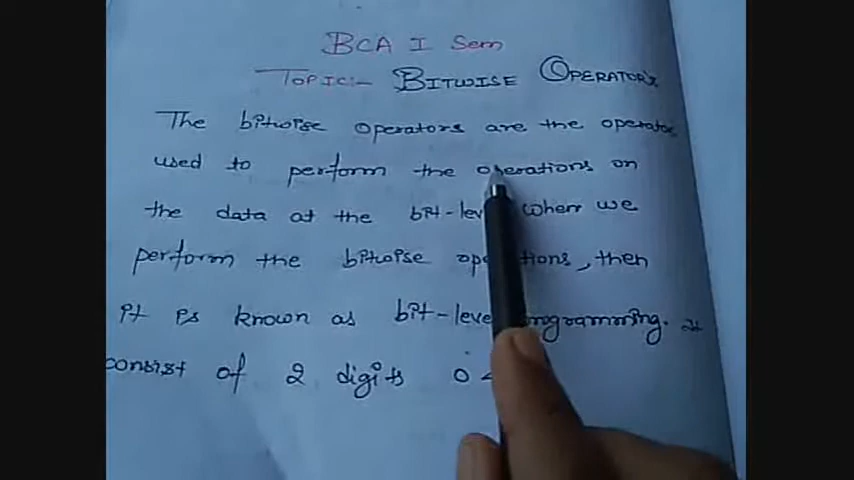 BCA I Sem
TOPIC:- BITWISE OPERATOR'S
The bitwise operators are the operator
used to perform the operations on
the data at the bit-level when we
perform the bitwise operations, then
it is known as bit-level programming. It
consist of 2 digits 0